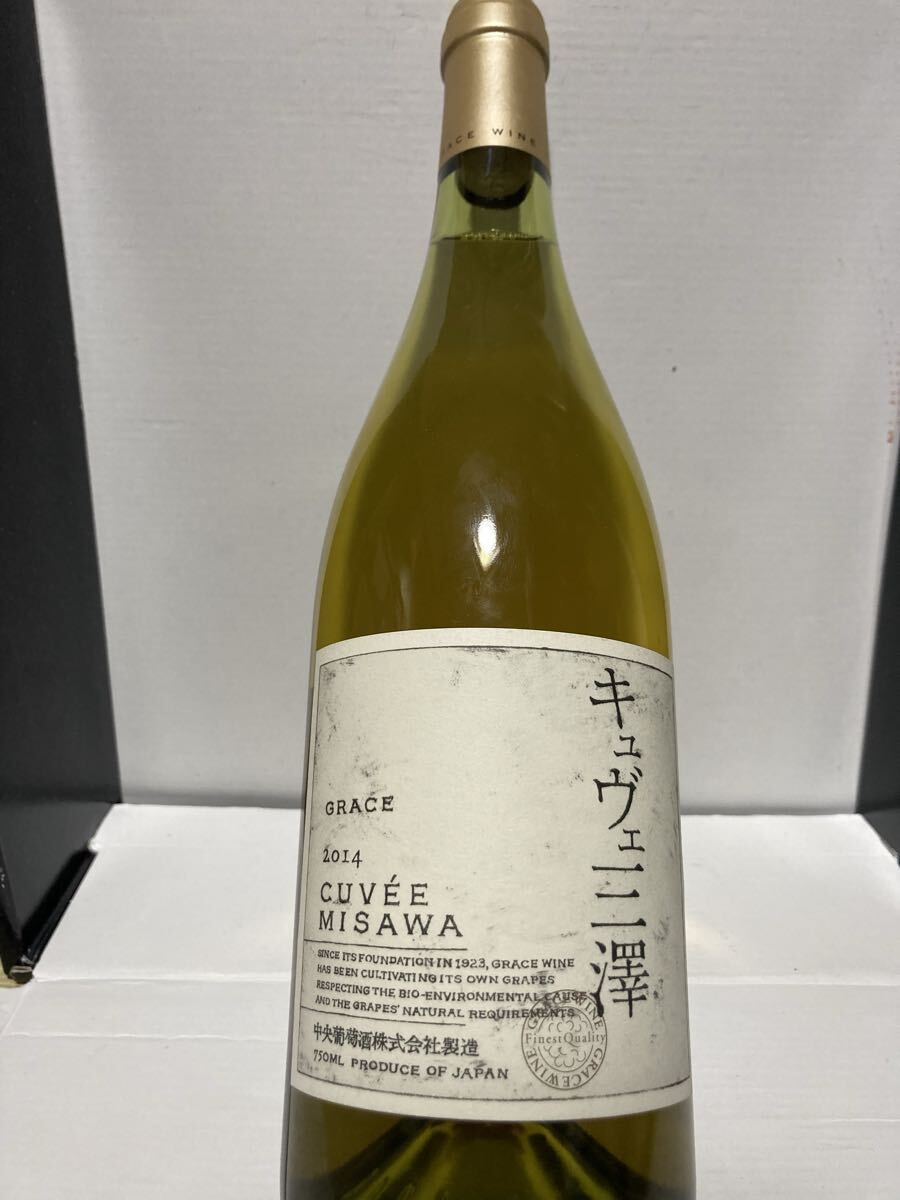 RACE WINE
キュヴェ三澤
GRACE
2014
CUVÉE
MISAWA
SINCE ITS FOUNDATION IN 1923, GRACE WINE
HAS BEEN CULTIVATING ITS OWN GRAPES
RESPECTING THE BIO-ENVIRONMENTAL CAUSE
AND THE GRAPES' NATURAL REQUIREMENTS
中央葡萄酒株式会社製造
750ML PRODUCE OF JAPAN
GRACE WINE
Finest Quality
GRACE WINE